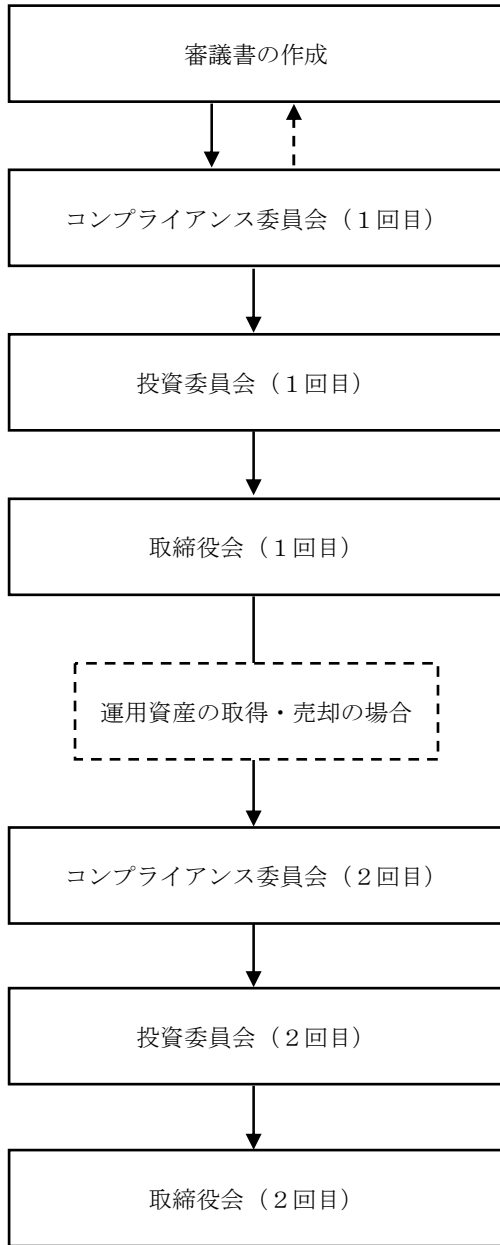 審議書の作成
コンプライアンス委員会（１回目）
投資委員会（１回目）
取締役会（１回目）
運用資産の取得・売却の場合
コンプライアンス委員会（２回目）
投資委員会（２回目）
取締役会（２回目）